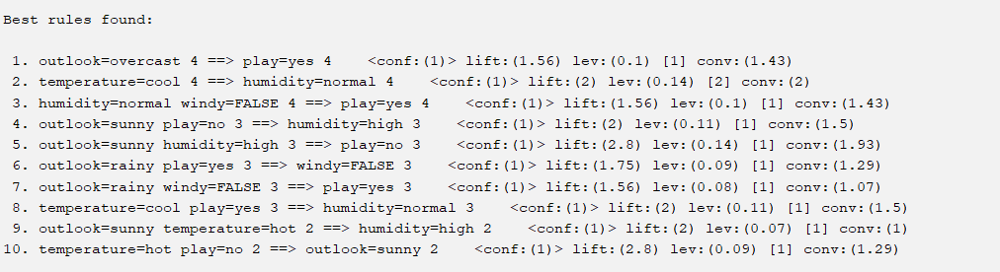 Best rules found:
1. outlook=overcast 4 ==> play=yes 4    <conf:(1)> lift:(1.56) lev:(0.1) [1] conv:(1.43)
2. temperature=cool 4 ==> humidity=normal 4    <conf:(1)> lift:(2) lev:(0.14) [2] conv:(2)
3. humidity=normal windy=FALSE 4 ==> play=yes 4    <conf:(1)> lift:(1.56) lev:(0.1) [1] conv:(1.43)
4. outlook=sunny play=no 3 ==> humidity=high 3    <conf:(1)> lift:(2) lev:(0.11) [1] conv:(1.5)
5. outlook=sunny humidity=high 3 ==> play=no 3    <conf:(1)> lift:(2.8) lev:(0.14) [1] conv:(1.93)
6. outlook=rainy play=yes 3 ==> windy=FALSE 3    <conf:(1)> lift:(1.75) lev:(0.09) [1] conv:(1.29)
7. outlook=rainy windy=FALSE 3 ==> play=yes 3    <conf:(1)> lift:(1.56) lev:(0.08) [1] conv:(1.07)
8. temperature=cool play=yes 3 ==> humidity=normal 3    <conf:(1)> lift:(2) lev:(0.11) [1] conv:(1.5)
9. outlook=sunny temperature=hot 2 ==> humidity=high 2    <conf:(1)> lift:(2) lev:(0.07) [1] conv:(1)
10. temperature=hot play=no 2 ==> outlook=sunny 2    <conf:(1)> lift:(2.8) lev:(0.09) [1] conv:(1.29)